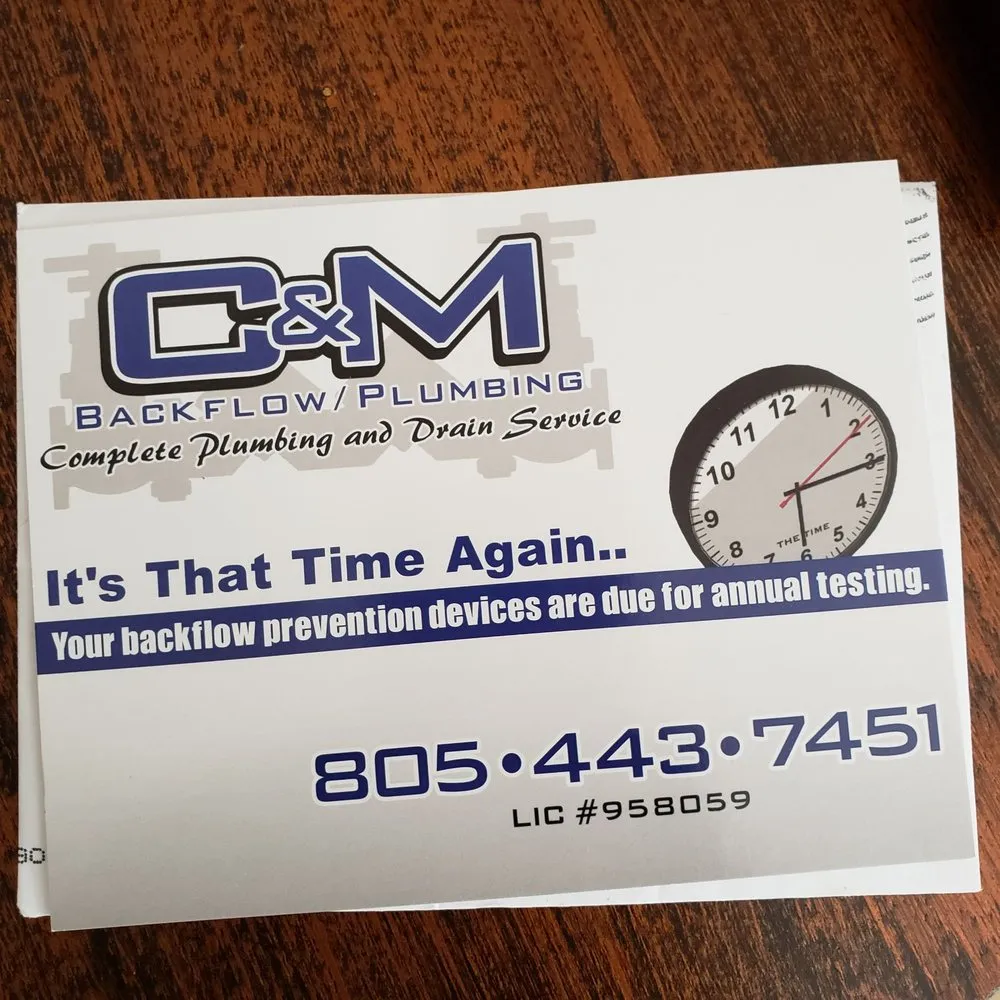 C&M
BACKFLOW/PLUMBING
Complete Plumbing and Drain Service
12
1
11
2
10
3
9
4
8
5
7
6
THE TIME
It's That Time Again..
Your backflow prevention devices are due for annual testing.
805•443•7451
LIC #958059